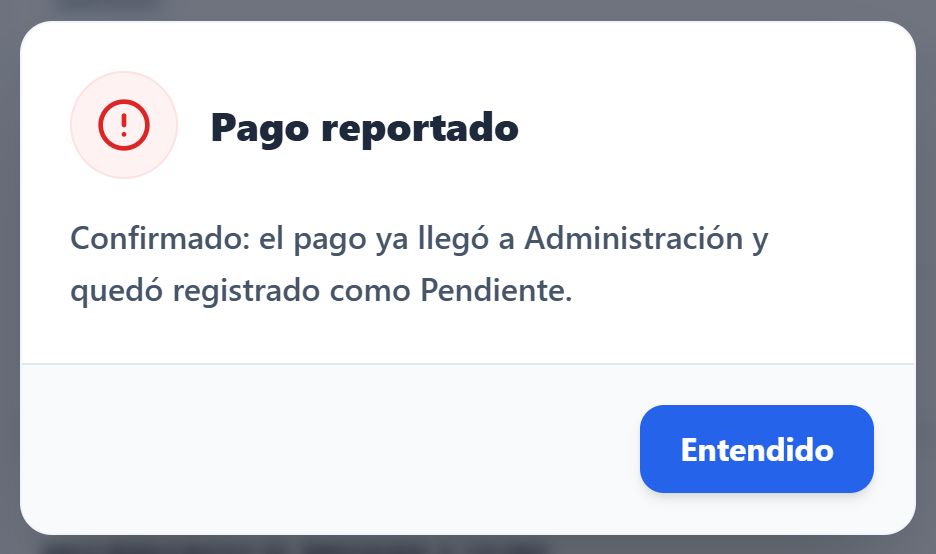 Pago reportado
Confirmado: el pago ya llegó a Administración y
quedó registrado como Pendiente.
Entendido